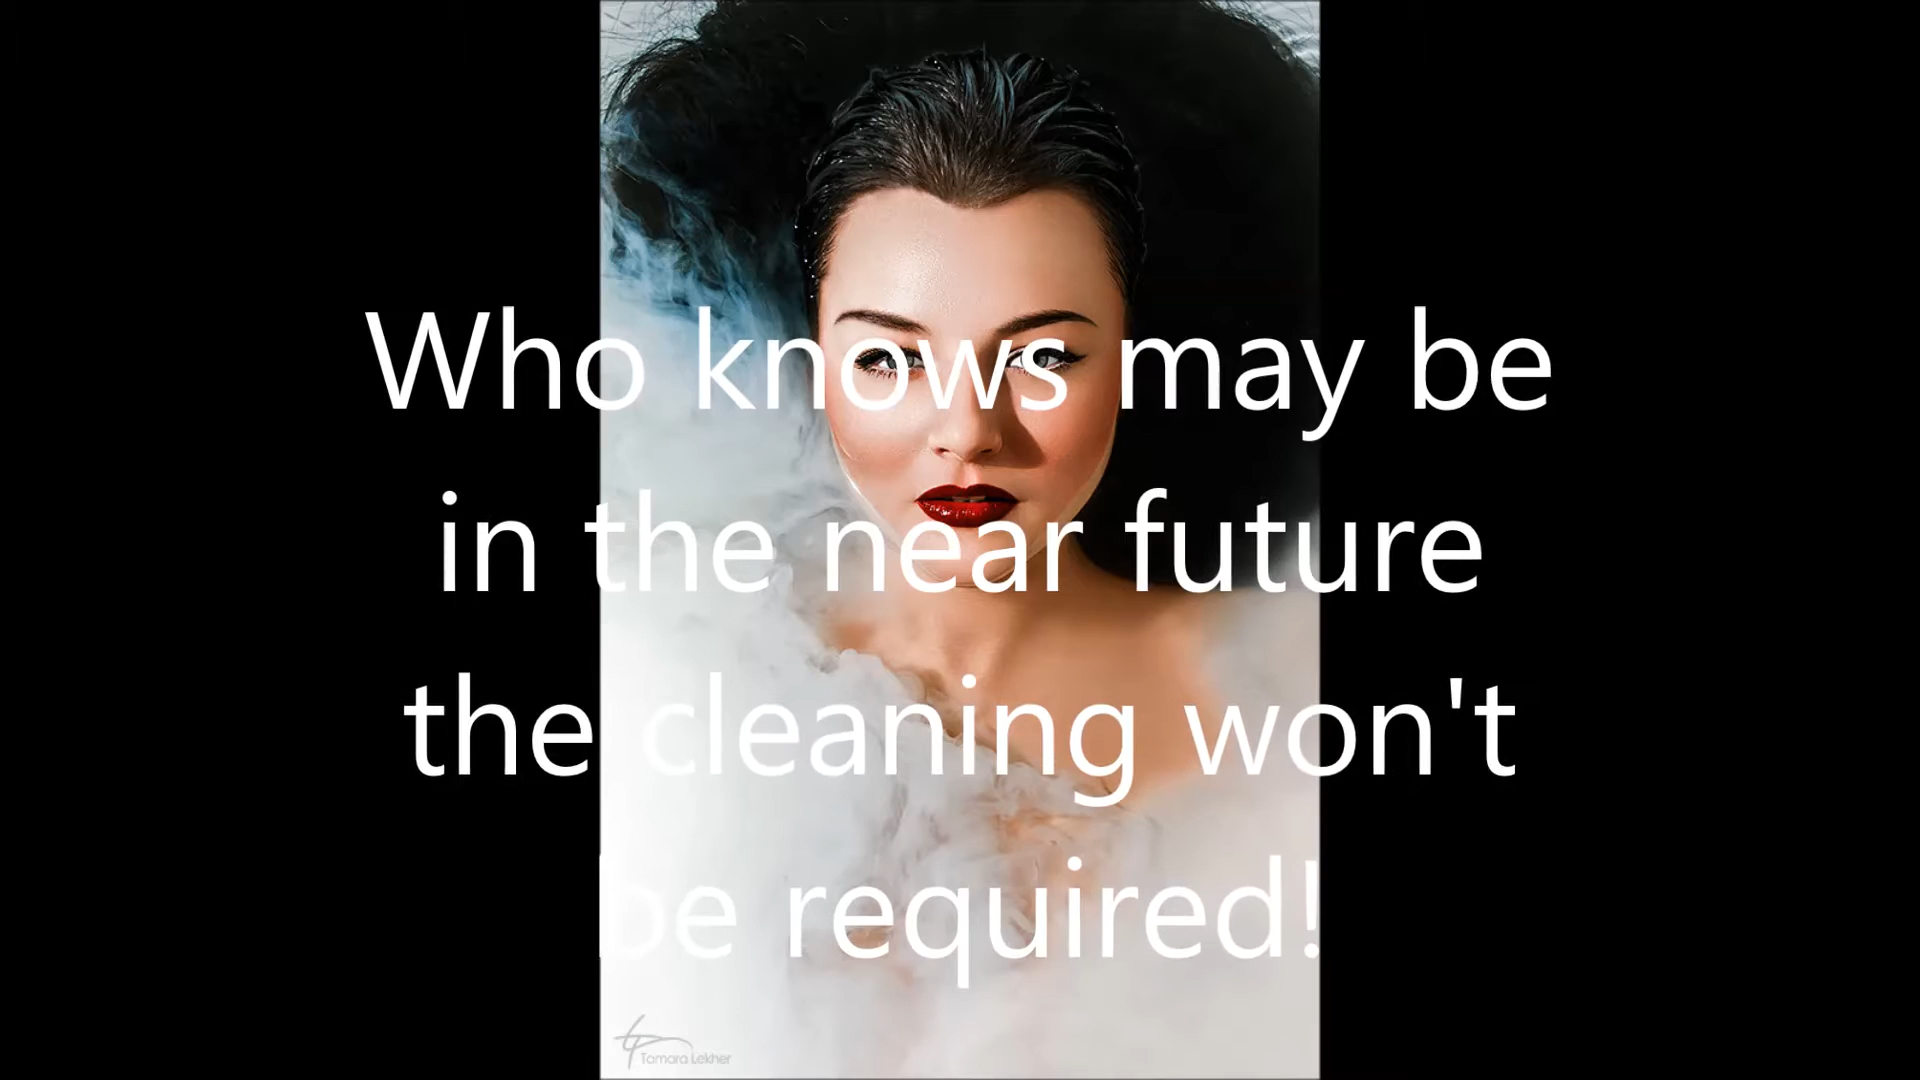 Who knows may be
in the near future
the cleaning won't
be required!
Tamara Lekher